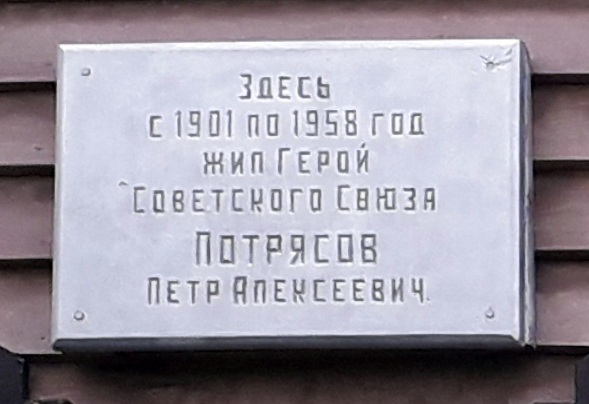 Здесь
с 1901 по 1958 год
жил Герой
Советского Союза
ПОТРЯСОВ
Петр Алексеевич.